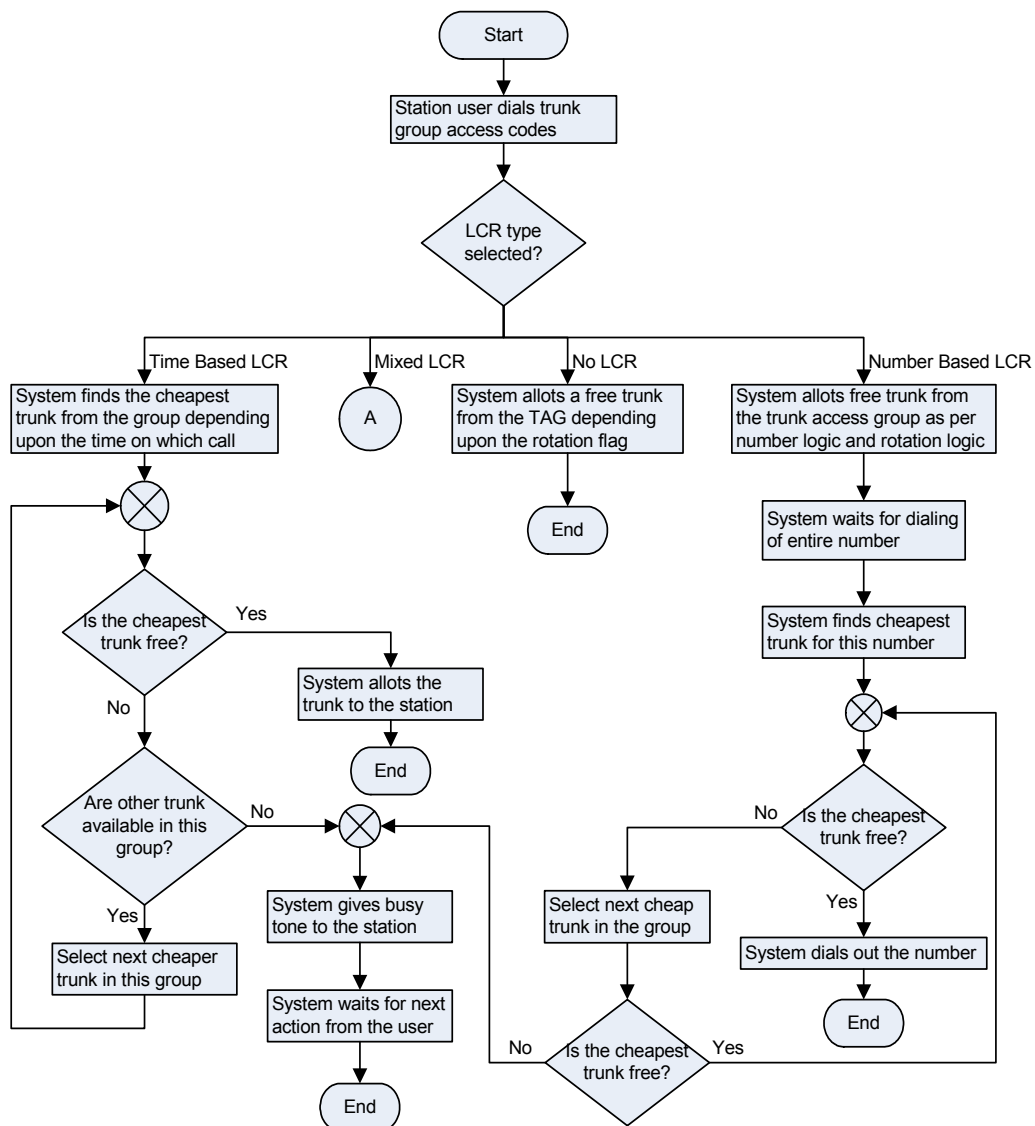 Start
Station user dials trunk
group access codes
LCR type
selected?
Time Based LCR
Mixed LCR
No LCR
Number Based LCR
System finds the cheapest
trunk from the group depending
upon the time on which call
A
System allots a free trunk
from the TAG depending
upon the rotation flag
System allots free trunk from
the trunk access group as per
number logic and rotation logic
End
System waits for dialing
of entire number
Is the cheapest
trunk free?
Yes
No
System finds cheapest
trunk for this number
System allots the
trunk to the station
End
Are other trunk
available in this
group?
No
Yes
Is the cheapest
trunk free?
No
Yes
System gives busy
tone to the station
Select next cheap
trunk in the group
Select next cheaper
trunk in this group
System dials out the number
System waits for next
action from the user
End
Is the cheapest
trunk free?
No
Yes
End